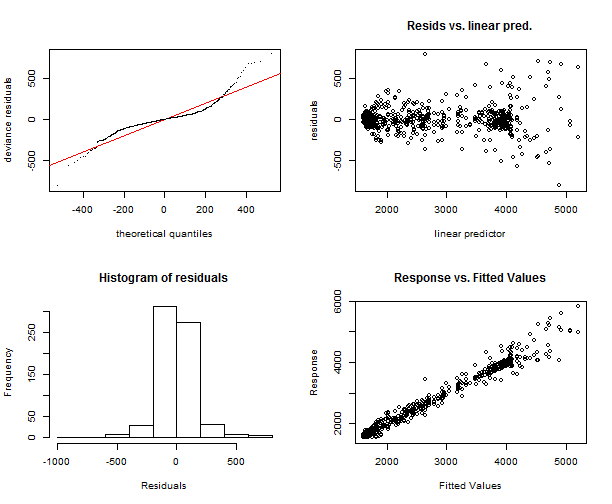 Resids vs. linear pred.
deviance residuals
-500 0 500
-400 -200 0 200 400
theoretical quantiles
residuals
-500 0 500
2000 3000 4000 5000
linear predictor
Histogram of residuals
Frequency
0 50 150 250
-1000 -500 0 500
Residuals
Response vs. Fitted Values
Response
2000 4000 6000
2000 3000 4000 5000
Fitted Values